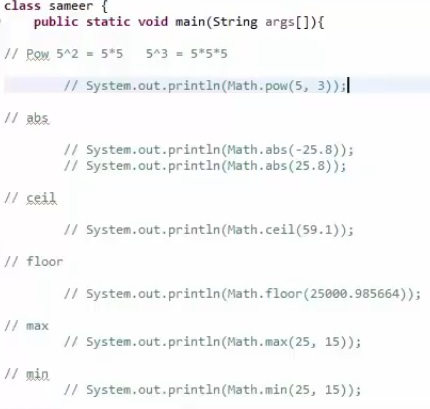 class sameer {
public static void main(String args[]){
// Pow 5^2 = 5*5   5^3 = 5*5*5
// System.out.println(Math.pow(5, 3));
// abs
// System.out.println(Math.abs(-25.8));
// System.out.println(Math.abs(25.8));
// ceil
// System.out.println(Math.ceil(59.1));
// floor
// System.out.println(Math.floor(25000.985664));
// max
// System.out.println(Math.max(25, 15));
// min
// System.out.println(Math.min(25, 15));